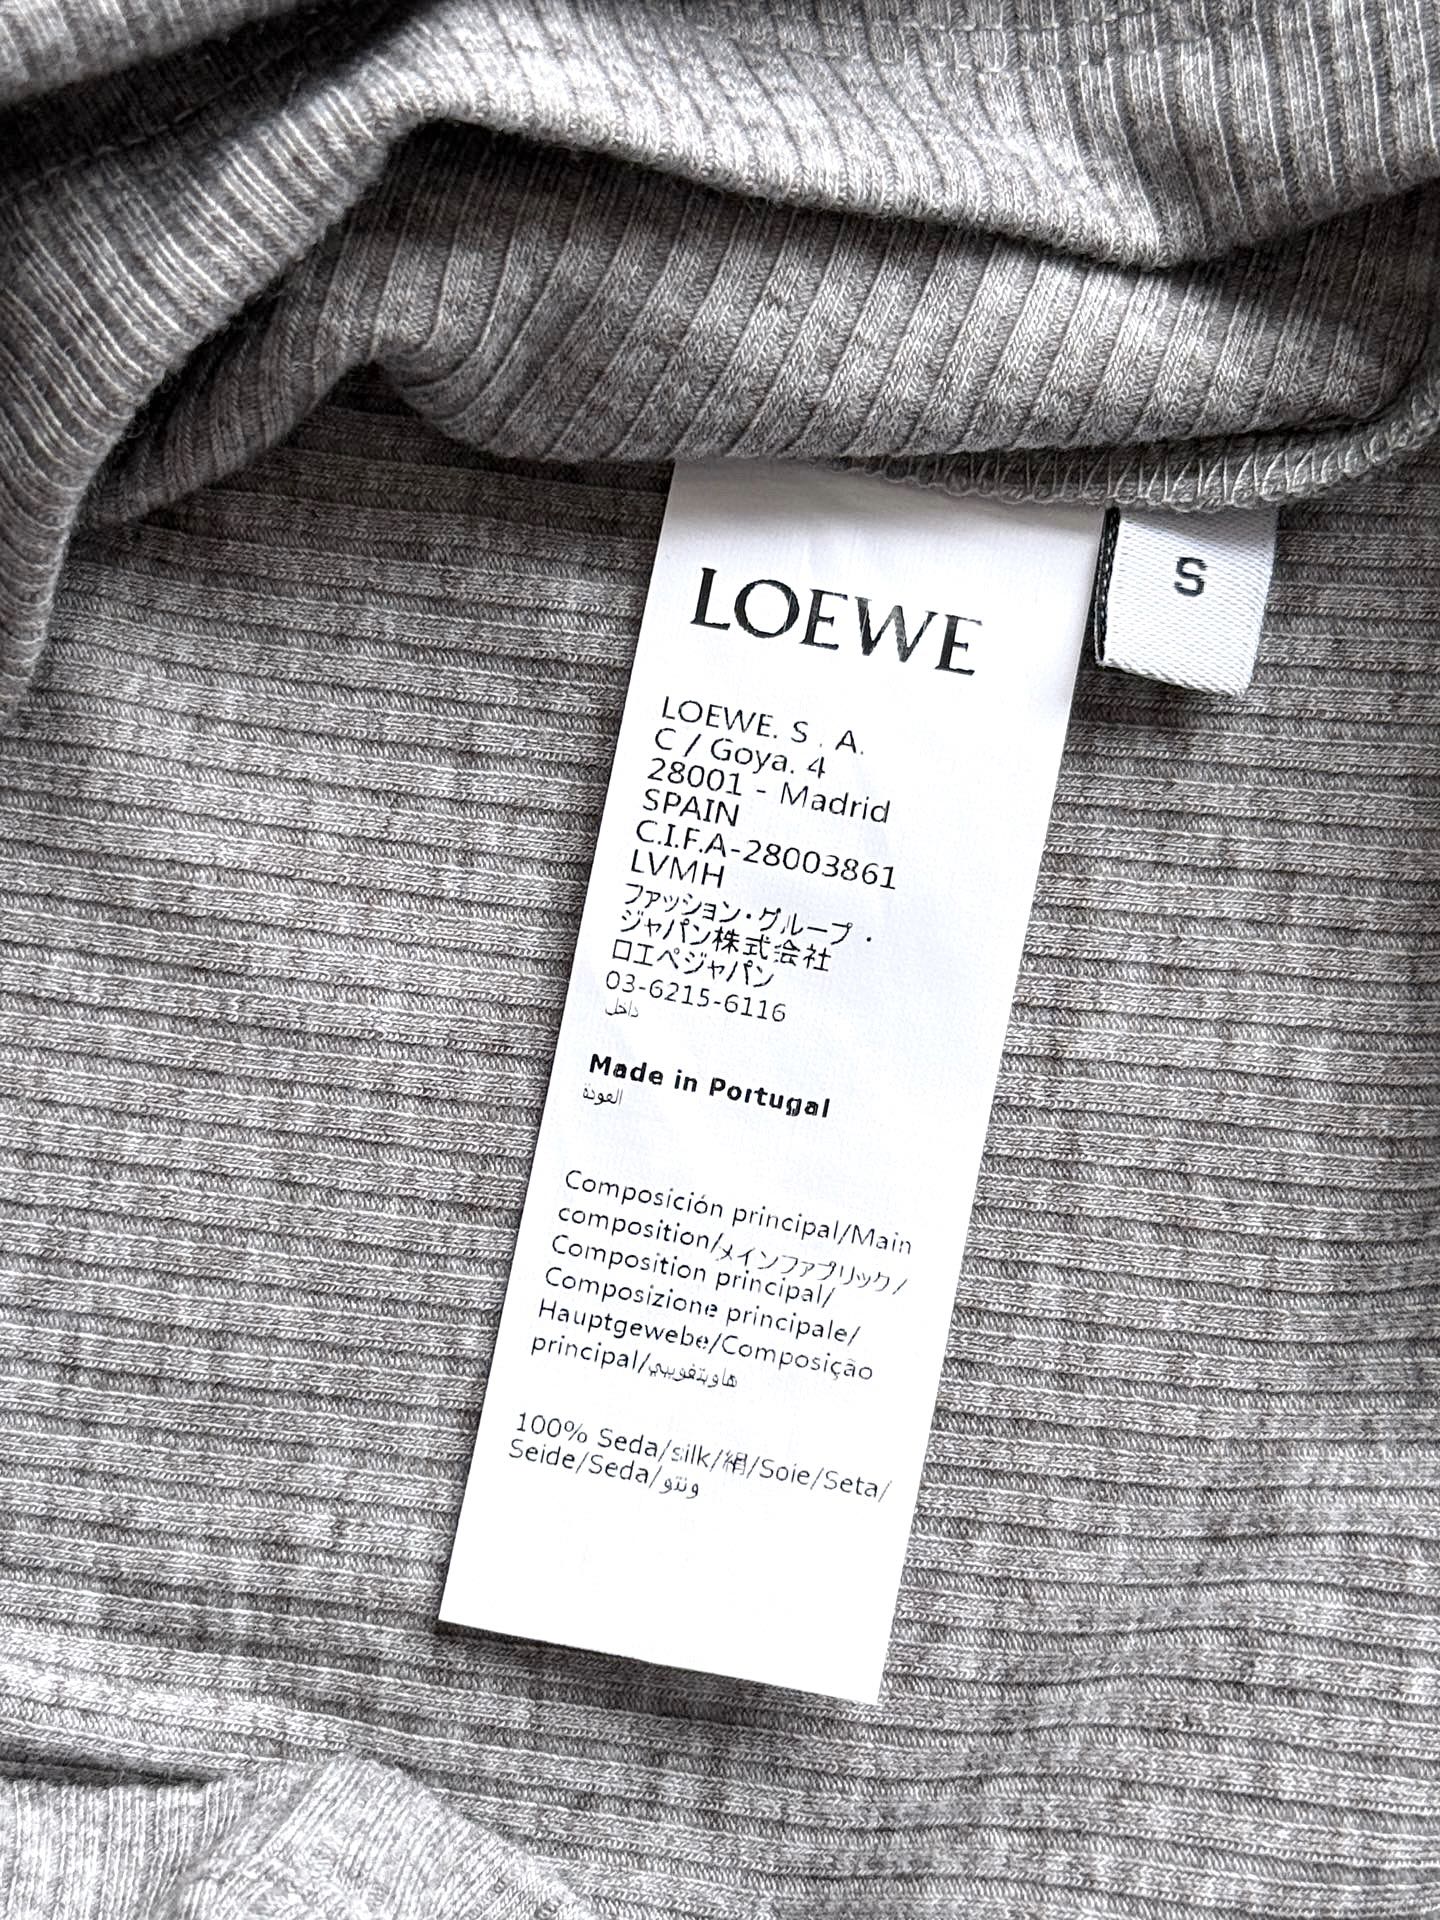 LOEWE
S
LOEWE. S . A.
C / Goya. 4
28001 - Madrid
SPAIN
C.I.F.A-28003861
LVMH
ファッション・グループ・
ジャパン株式会社
ロエベジャパン
03-6215-6116
داخل
Made in Portugal
العودة
Composición principal/Main
composition/メインファブリック/
Composition principal/
Composizione principale/
Hauptgewebe/Composição
principal/هاوبتغويبي
100% Seda/silk/絹/Soie/Seta/
Seide/Seda/